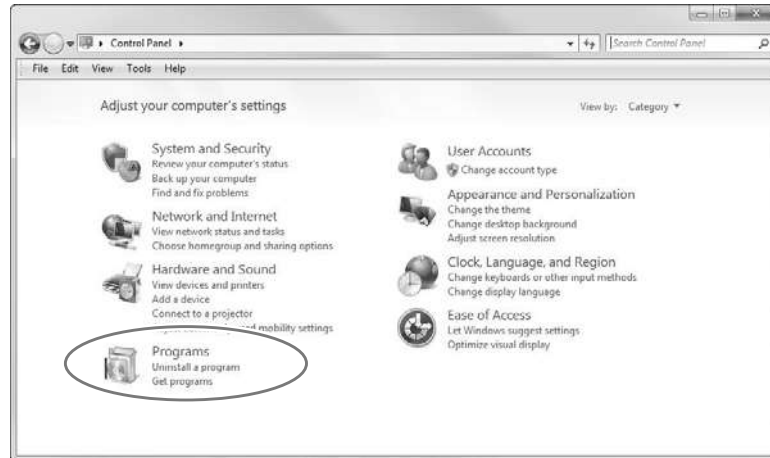 Control Panel
Search Control Panel
File Edit View Tools Help
Adjust your computer's settings
View by: Category
System and Security
Review your computer's status
Back up your computer
Find and fix problems
Network and Internet
View network status and tasks
Choose homegroup and sharing options
Hardware and Sound
View devices and printers
Add a device
Connect to a projector
mobility settings
Programs
Uninstall a program
Get programs
User Accounts
Change account type
Appearance and Personalization
Change the theme
Change desktop background
Adjust screen resolution
Clock, Language, and Region
Change keyboards or other input methods
Change display language
Ease of Access
Let Windows suggest settings
Optimize visual display